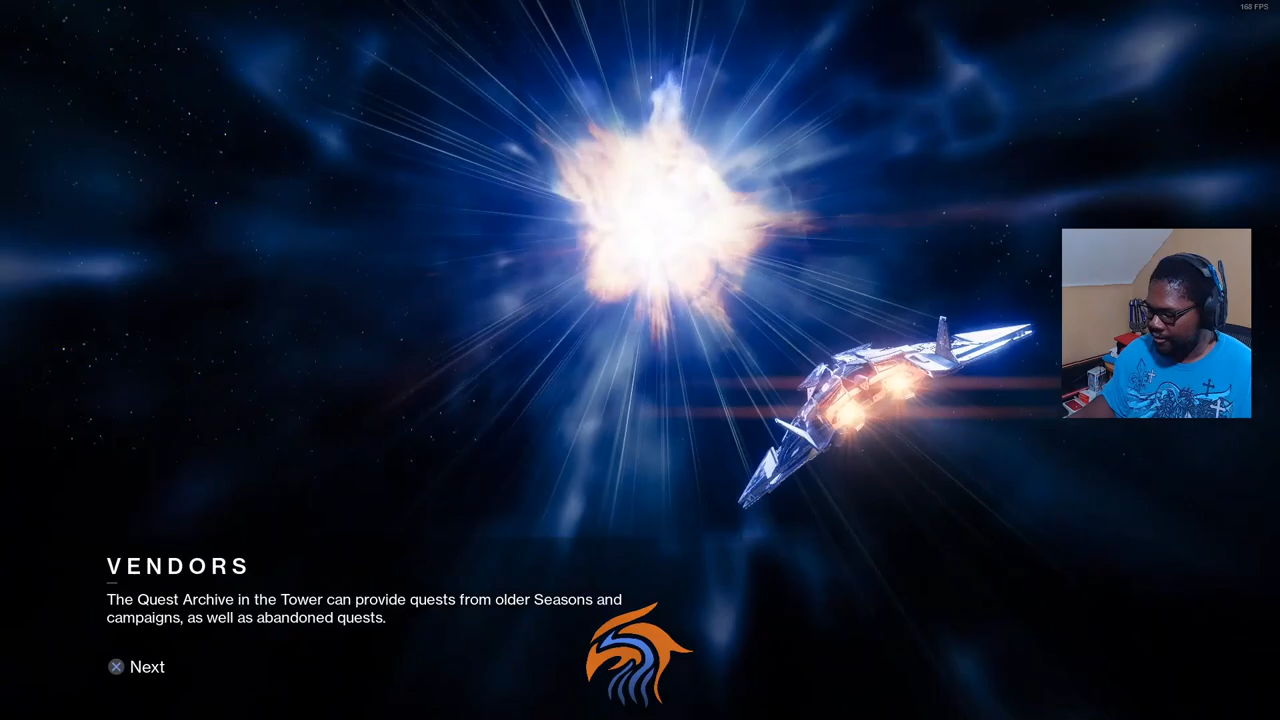 168 FPS
VENDORS
The Quest Archive in the Tower can provide quests from older Seasons and
campaigns, as well as abandoned quests.
Next